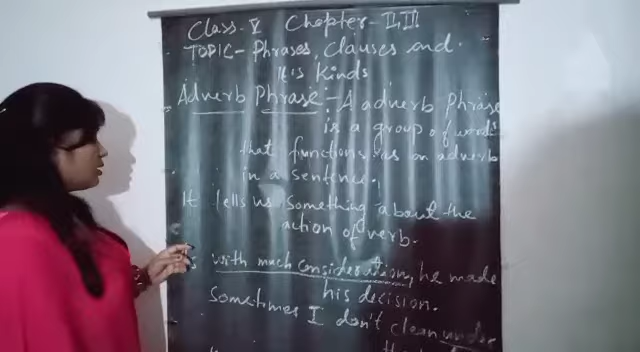 Class-V Chapter-I,II
TOPIC- Phrases, Clauses and
It is Kinds
Adverb Phrase:- A adverb phrase
is a group of words
that functions as an adverb
in a sentence.
It tells us something about the
action of verb.
with much consideration, he made
his decision.
Sometimes I don't clean under